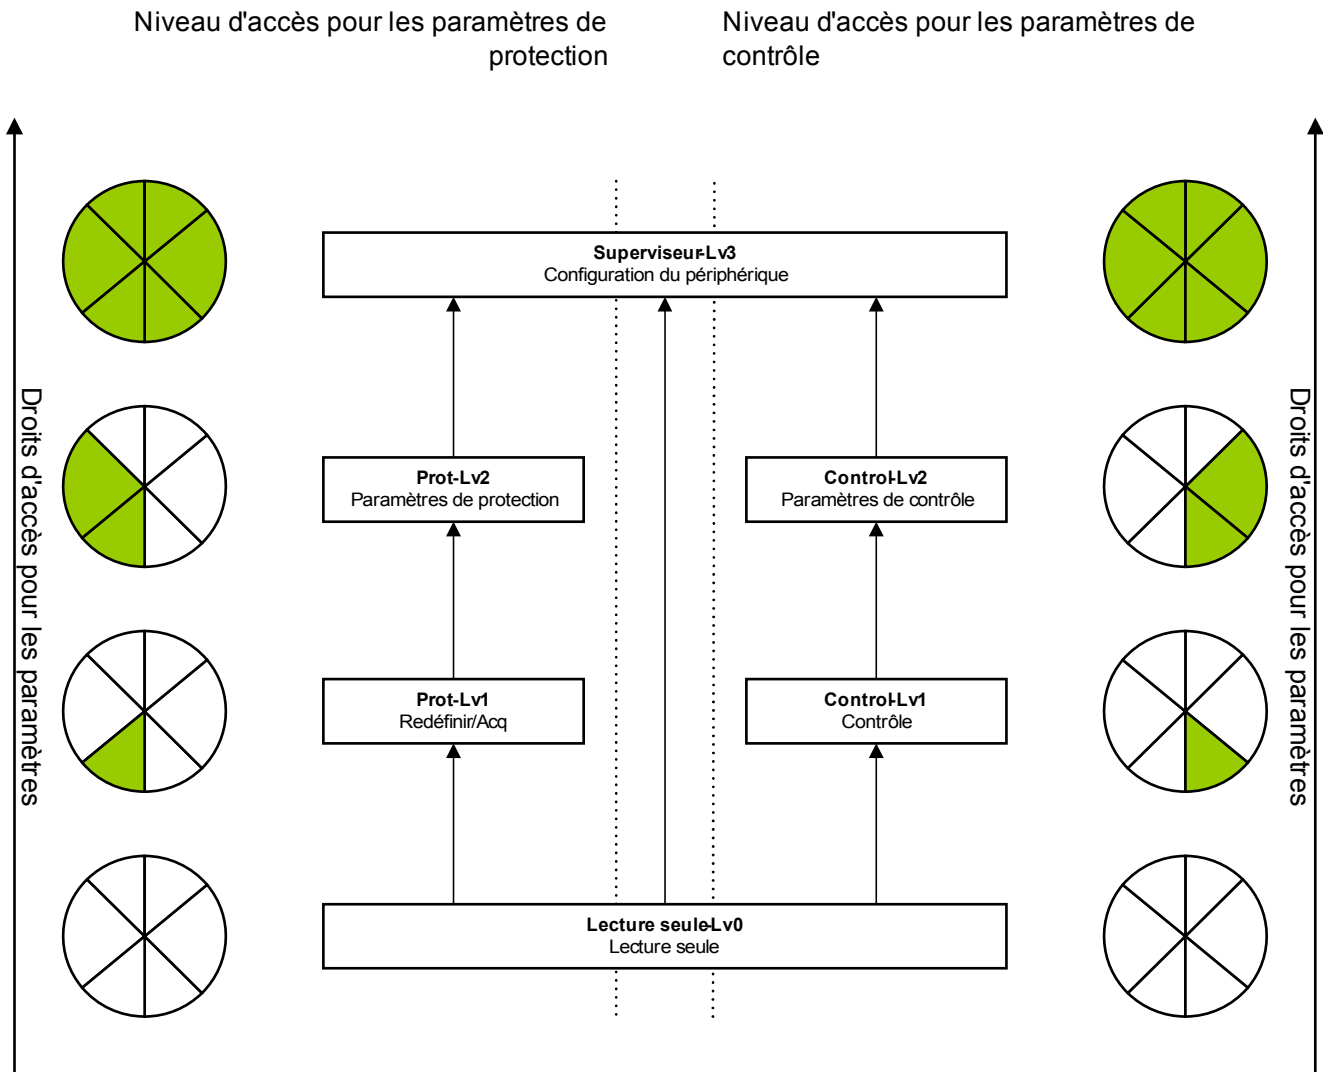 Niveau d'accès pour les paramètres de
protection
Niveau d'accès pour les paramètres de
contrôle
Droits d'accès pour les paramètres
Superviseur-Lv3
Configuration du périphérique
Prot-Lv2
Paramètres de protection
Control-Lv2
Paramètres de contrôle
Prot-Lv1
Redéfinir/Acq
Control-Lv1
Contrôle
Lecture seule-Lv0
Lecture seule
Droits d'accès pour les paramètres